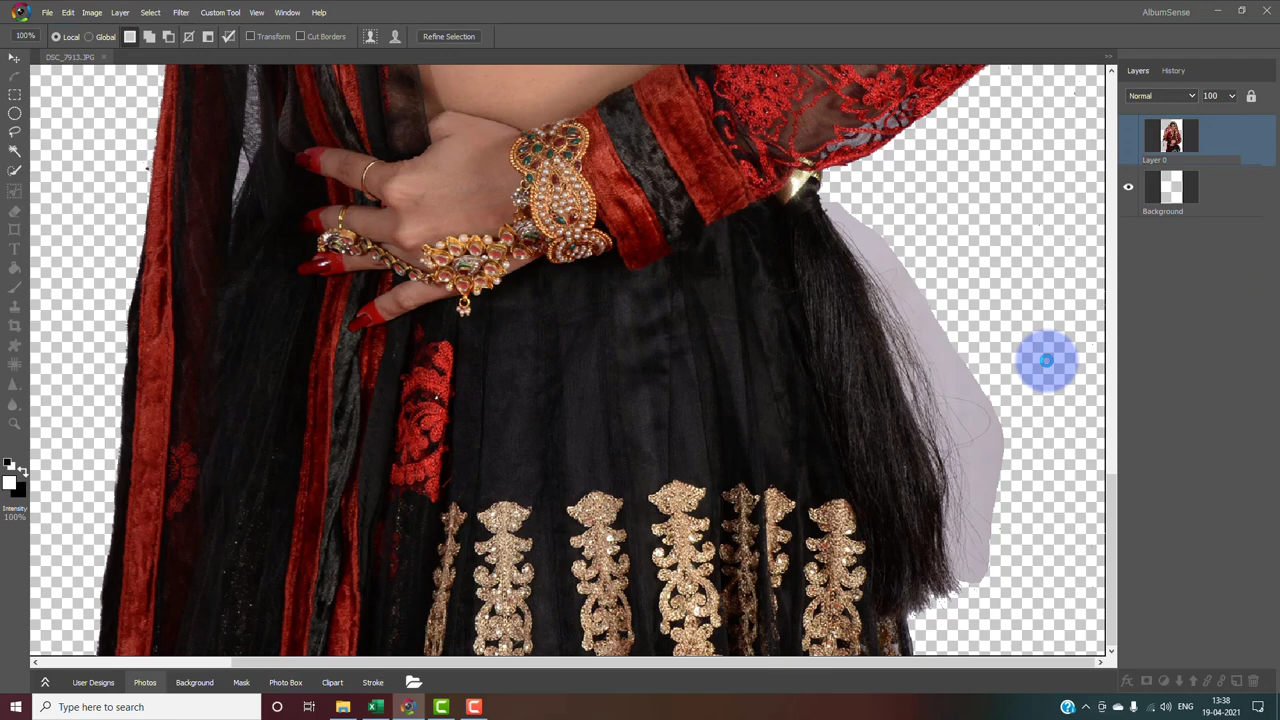 File Edit Image Layer Select Filter Custom Tool View Window Help AlbumSense
100% Local Global Transform Cut Borders Refine Selection
DSC_7913.JPG
Layers History
Normal 100
Layer 0
Background
Intensity
100%
User Designs Photos Background Mask Photo Box Clipart Stroke
Type here to search
13:38
19-04-2021